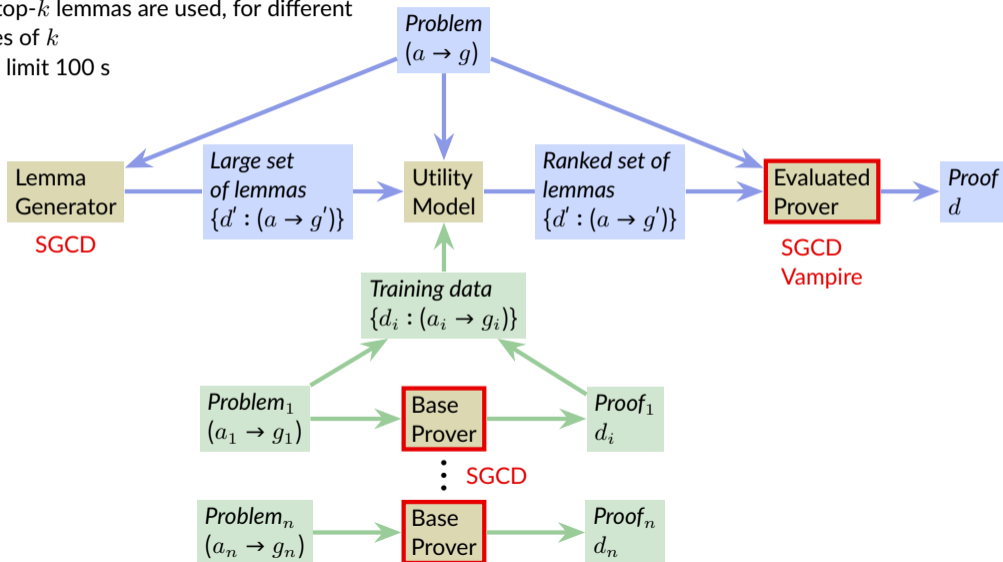 top-k lemmas are used, for different
es of k
limit 100 s
Problem
(a → g)
Lemma
Generator
SGCD
Large set
of lemmas
{d′ : (a → g′)}
Utility
Model
Ranked set of
lemmas
{d′ : (a → g′)}
Evaluated
Prover
SGCD
Vampire
Proof
d
Training data
{dᵢ : (aᵢ → gᵢ)}
Problem₁
(a₁ → g₁)
Base
Prover
Proof₁
dᵢ
⋮ SGCD
Problemₙ
(aₙ → gₙ)
Base
Prover
Proofₙ
dₙ